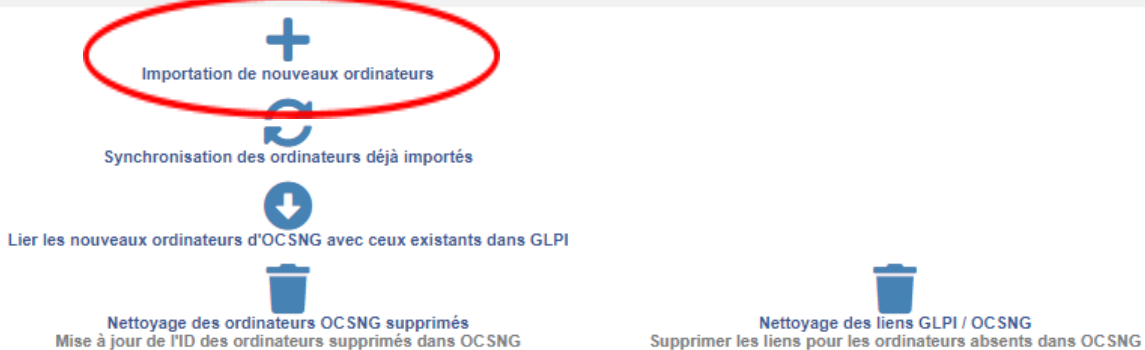 Importation de nouveaux ordinateurs
Synchronisation des ordinateurs déjà importés
Lier les nouveaux ordinateurs d'OCSNG avec ceux existants dans GLPI
Nettoyage des ordinateurs OCSNG supprimés
Mise à jour de l'ID des ordinateurs supprimés dans OCSNG
Nettoyage des liens GLPI / OCSNG
Supprimer les liens pour les ordinateurs absents dans OCSNG